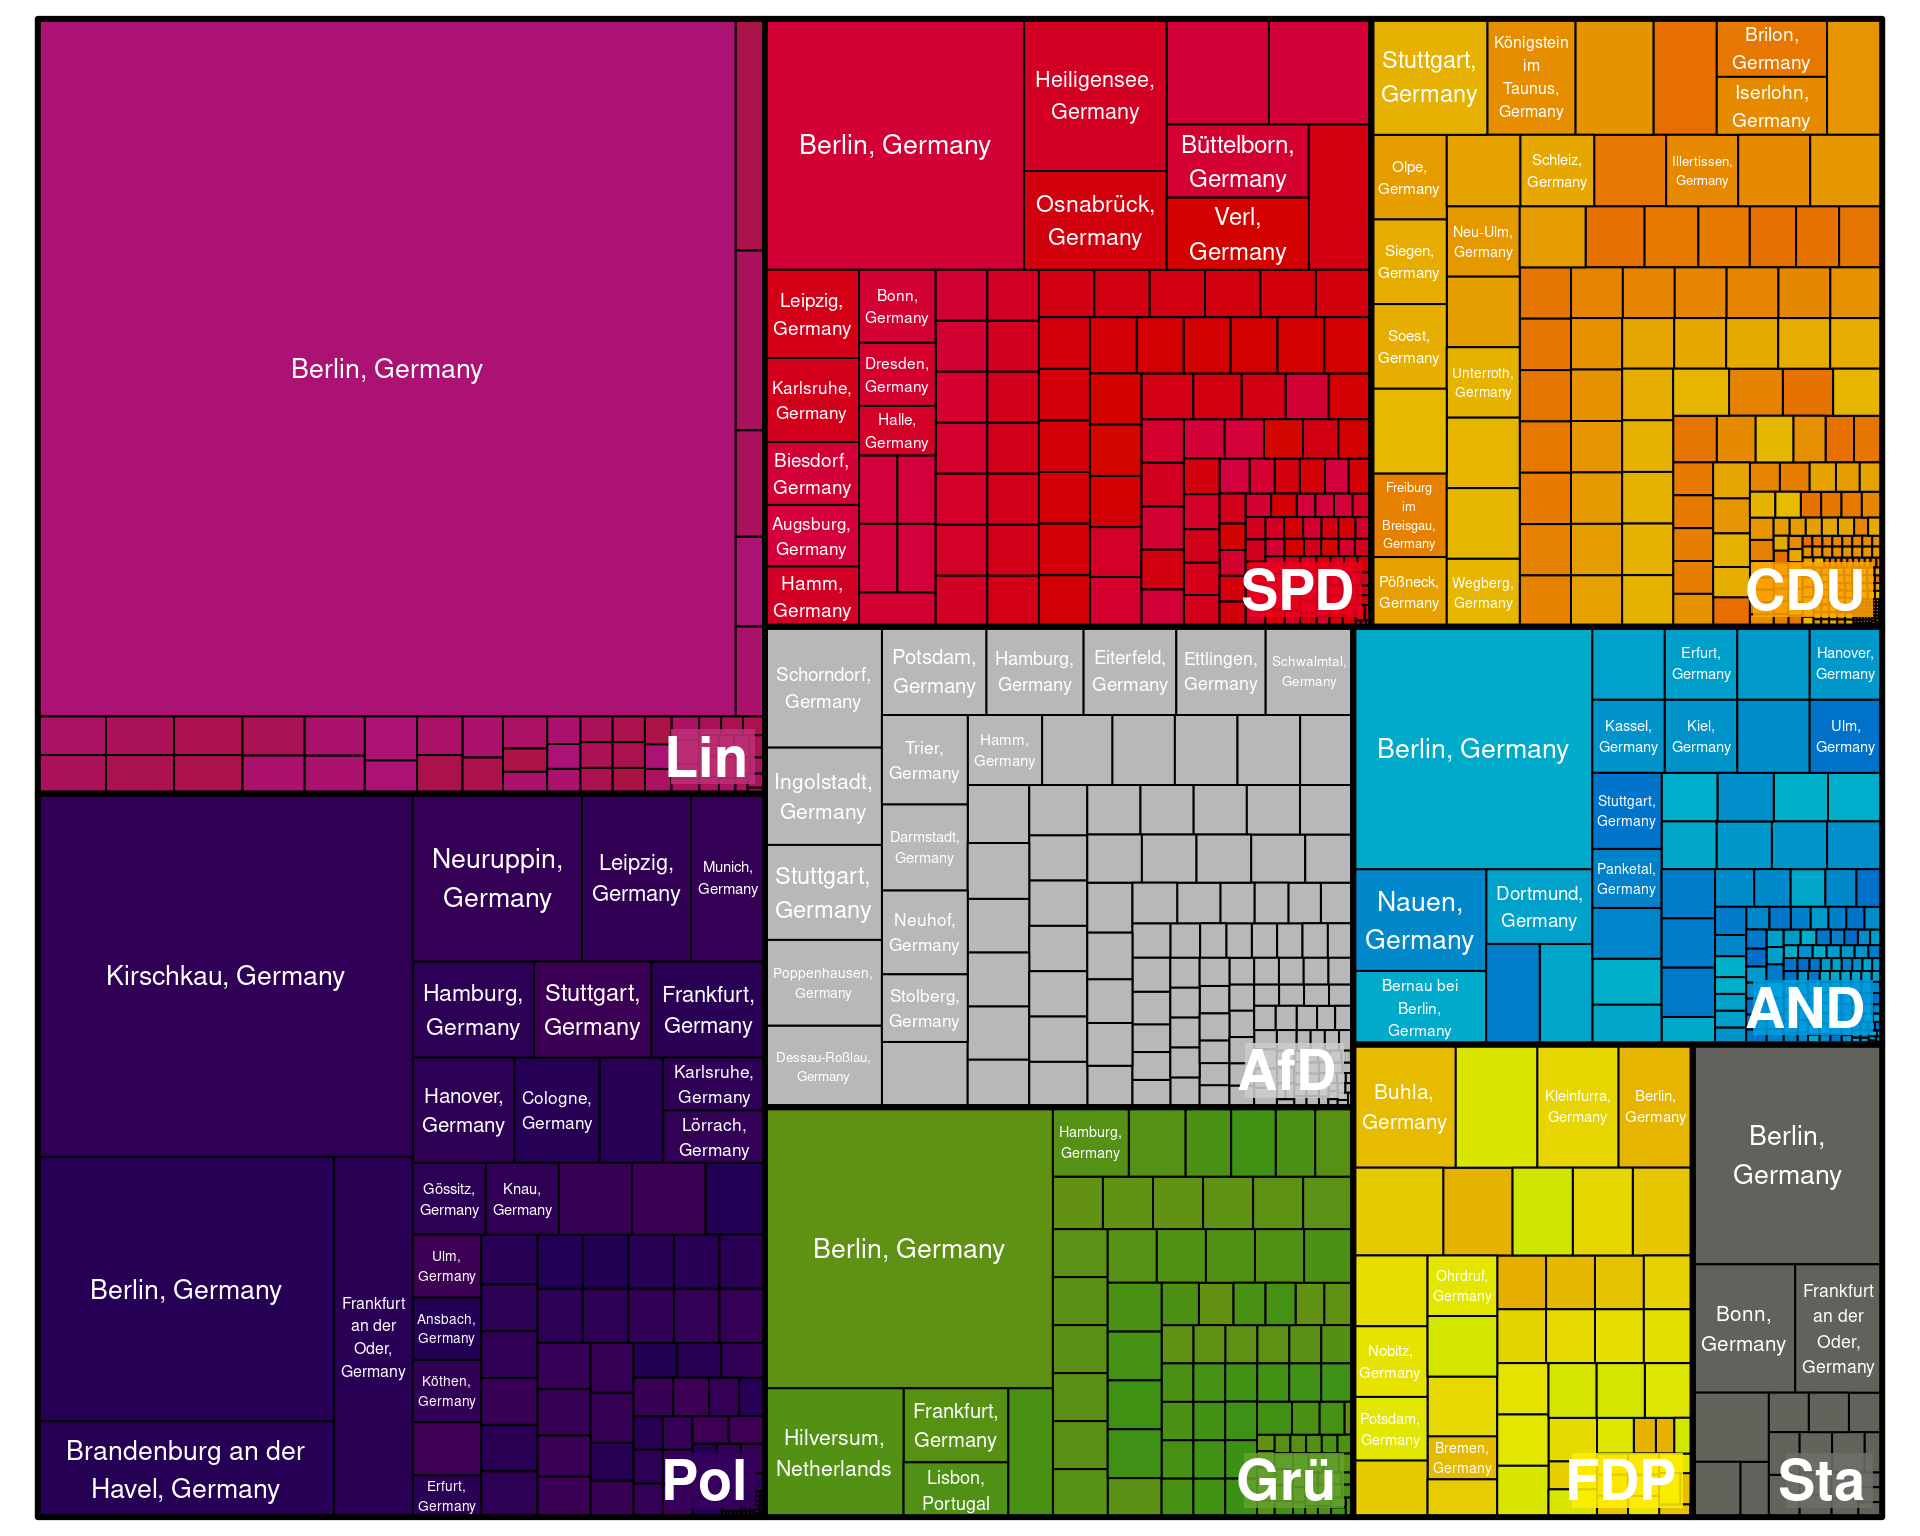 Berlin, Germany
Lin
Kirschkau, Germany
Neuruppin,
Germany
Leipzig,
Germany
Munich,
Germany
Hamburg,
Germany
Stuttgart,
Germany
Frankfurt,
Germany
Hanover,
Germany
Cologne,
Germany
Karlsruhe,
Germany
Lörrach,
Germany
Gössitz,
Germany
Knau,
Germany
Berlin, Germany
Frankfurt
an der
Oder,
Germany
Ulm,
Germany
Ansbach,
Germany
Köthen,
Germany
Erfurt,
Germany
Brandenburg an der
Havel, Germany
Pol
Berlin, Germany
Heiligensee,
Germany
Osnabrück,
Germany
Büttelborn,
Germany
Verl,
Germany
Leipzig,
Germany
Karlsruhe,
Germany
Biesdorf,
Germany
Augsburg,
Germany
Hamm,
Germany
Bonn,
Germany
Dresden,
Germany
Halle,
Germany
SPD
Stuttgart,
Germany
Königstein
im
Taunus,
Germany
Brilon,
Germany
Iserlohn,
Germany
Olpe,
Germany
Schleiz,
Germany
Illertissen,
Germany
Siegen,
Germany
Neu-Ulm,
Germany
Soest,
Germany
Unterroth,
Germany
Freiburg
im
Breisgau,
Germany
Pößneck,
Germany
Wegberg,
Germany
CDU
Schorndorf,
Germany
Ingolstadt,
Germany
Stuttgart,
Germany
Poppenhausen,
Germany
Dessau-Roßlau,
Germany
Potsdam,
Germany
Hamburg,
Germany
Eiterfeld,
Germany
Ettlingen,
Germany
Schwalmtal,
Germany
Trier,
Germany
Hamm,
Germany
Darmstadt,
Germany
Neuhof,
Germany
Stolberg,
Germany
AfD
Berlin, Germany
Erfurt,
Germany
Hanover,
Germany
Kassel,
Germany
Kiel,
Germany
Ulm,
Germany
Stuttgart,
Germany
Panketal,
Germany
Nauen,
Germany
Dortmund,
Germany
Bernau bei
Berlin,
Germany
AND
Berlin, Germany
Hamburg,
Germany
Hilversum,
Netherlands
Frankfurt,
Germany
Lisbon,
Portugal
Grü
Buhla,
Germany
Kleinfurra,
Germany
Berlin,
Germany
Ohrdruf,
Germany
Nobitz,
Germany
Potsdam,
Germany
Bremen,
Germany
FDP
Berlin,
Germany
Bonn,
Germany
Frankfurt
an der
Oder,
Germany
Sta